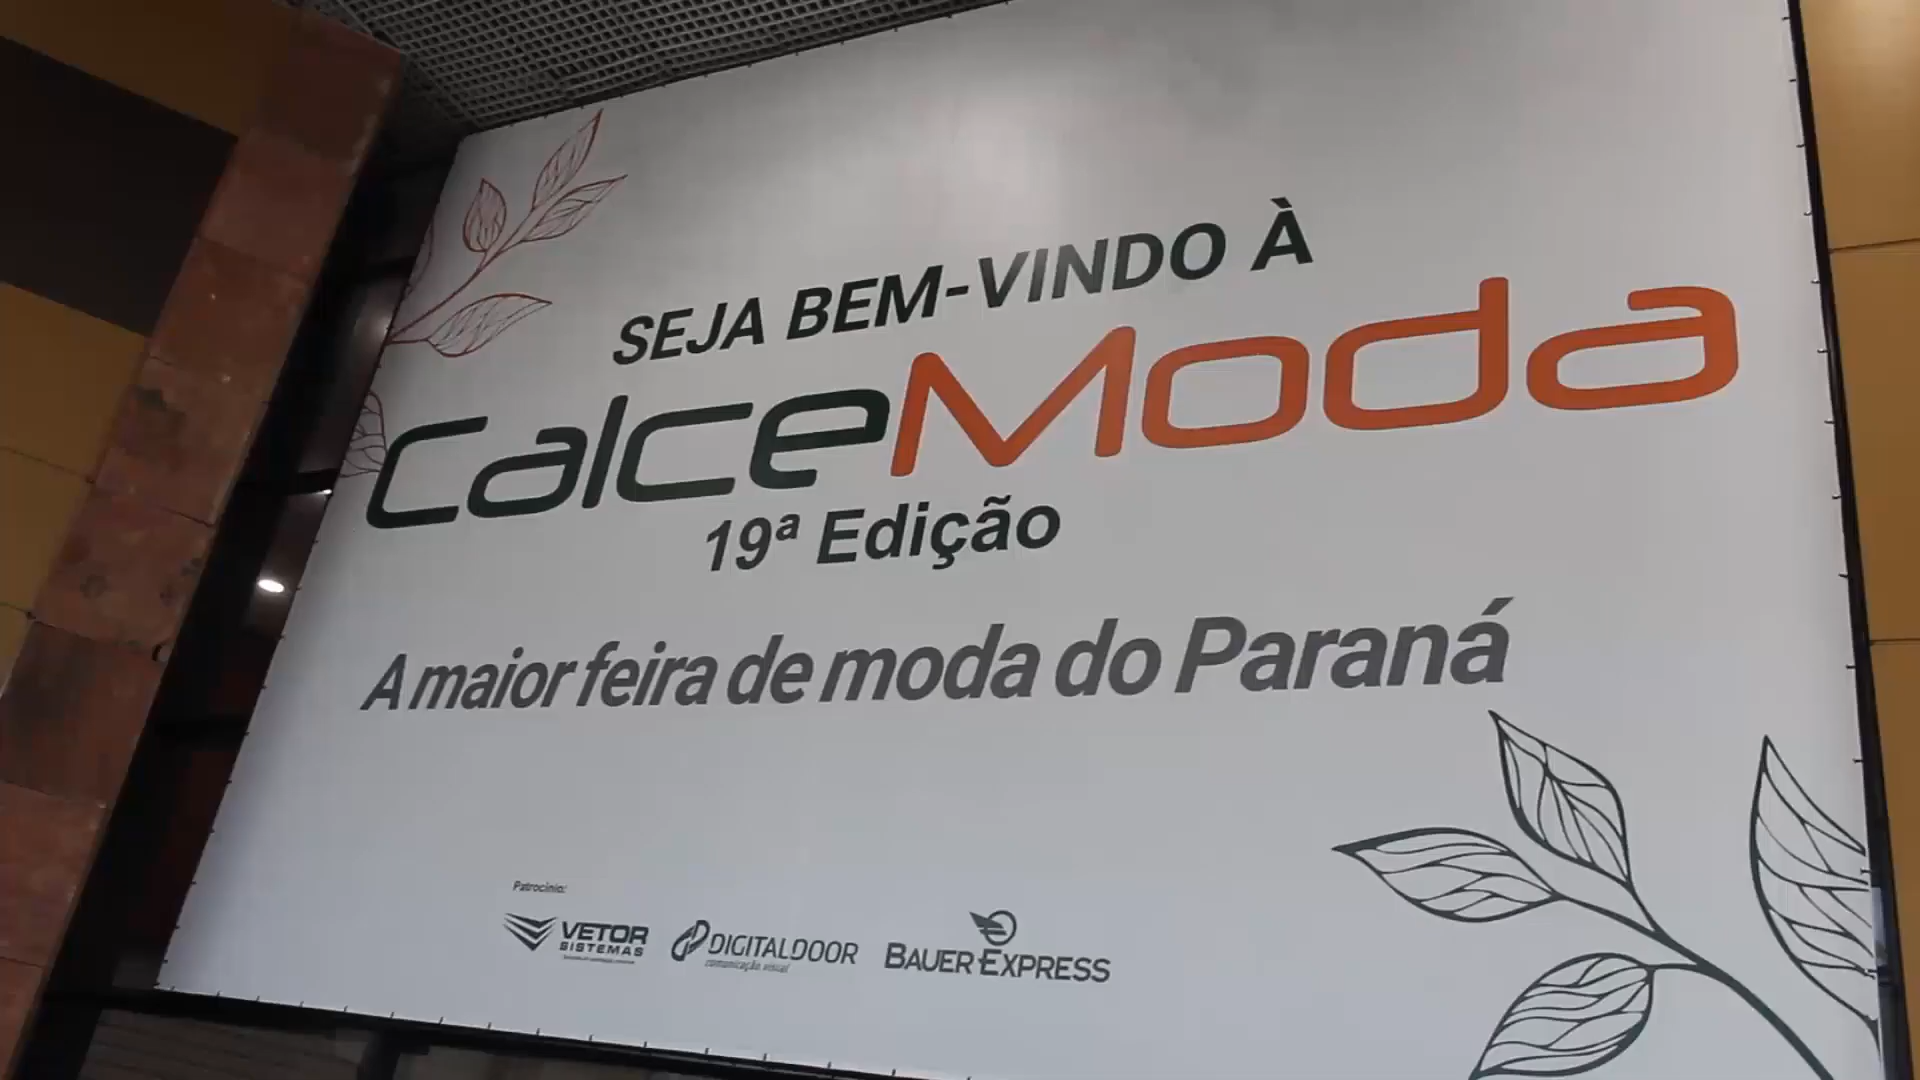 SEJA BEM-VINDO À
CalceModa
19ª Edição
A maior feira de moda do Paraná
Patrocínio:
VETOR
SISTEMAS
DIGITALDOOR
comunicação visual
BAUER EXPRESS